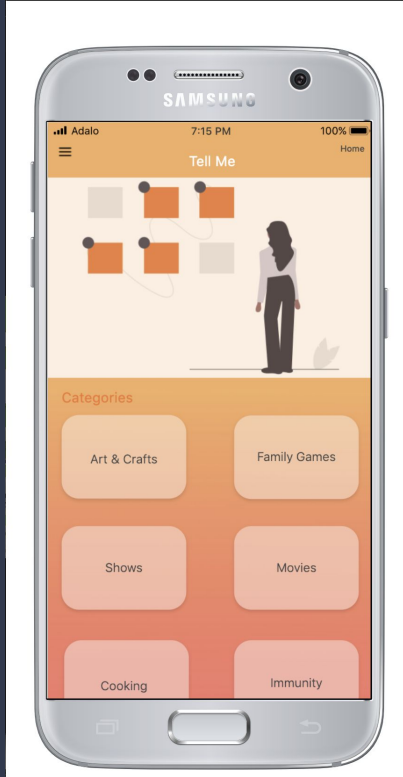 SAMSUNG
Adalo 7:15 PM 100%
Home
Tell Me
Categories
Art & Crafts Family Games
Shows Movies
Cooking Immunity